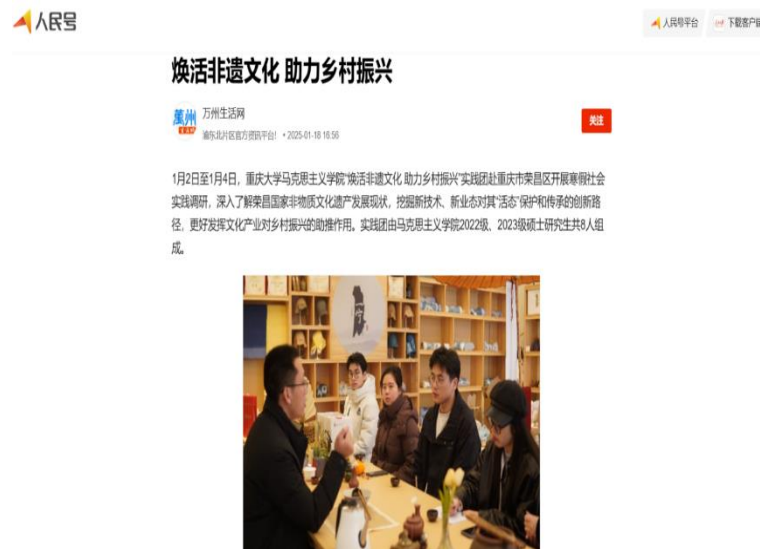 人民号
人民号平台
下载客户端
焕活非遗文化 助力乡村振兴
万州生活网
渝东北片区官方资讯平台! • 2025-01-18 16:56
关注
1月2日至1月4日，重庆大学马克思主义学院“焕活非遗文化 助力乡村振兴”实践团赴重庆市荣昌区开展寒假社会
实践调研，深入了解荣昌国家非物质文化遗产发展现状，挖掘新技术、新业态对其“活态”保护和传承的创新路
径，更好发挥文化产业对乡村振兴的助推作用。实践团由马克思主义学院2022级、2023级硕士研究生共8人组
成。